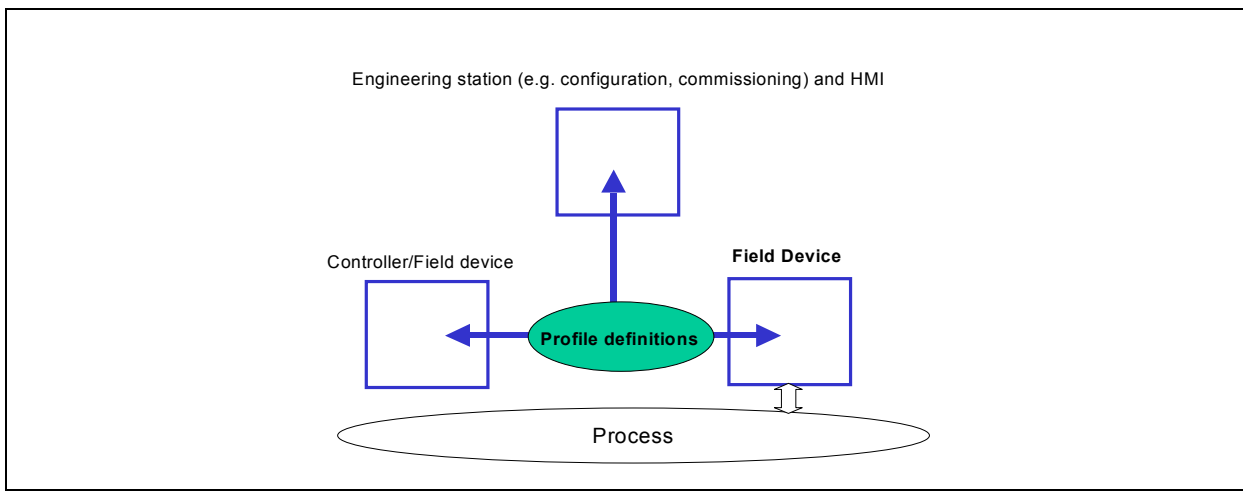 Engineering station (e.g. configuration, commissioning) and HMI
Field Device
Controller/Field device
Profile definitions
Process